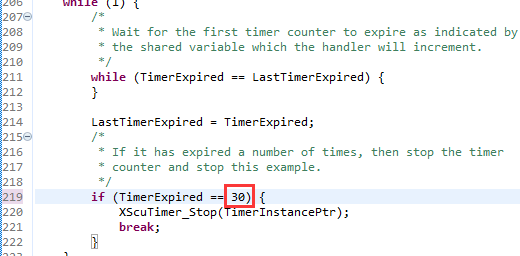 206 while (1) {
207 /*
208 * Wait for the first timer counter to expire as indicated by
209 * the shared variable which the handler will increment.
210 */
211 while (TimerExpired == LastTimerExpired) {
212 }
213
214 LastTimerExpired = TimerExpired;
215 /*
216 * If it has expired a number of times, then stop the timer
217 * counter and stop this example.
218 */
219 if (TimerExpired == 30) {
220 XScuTimer_Stop(TimerInstancePtr);
221 break;
222 }
223 }